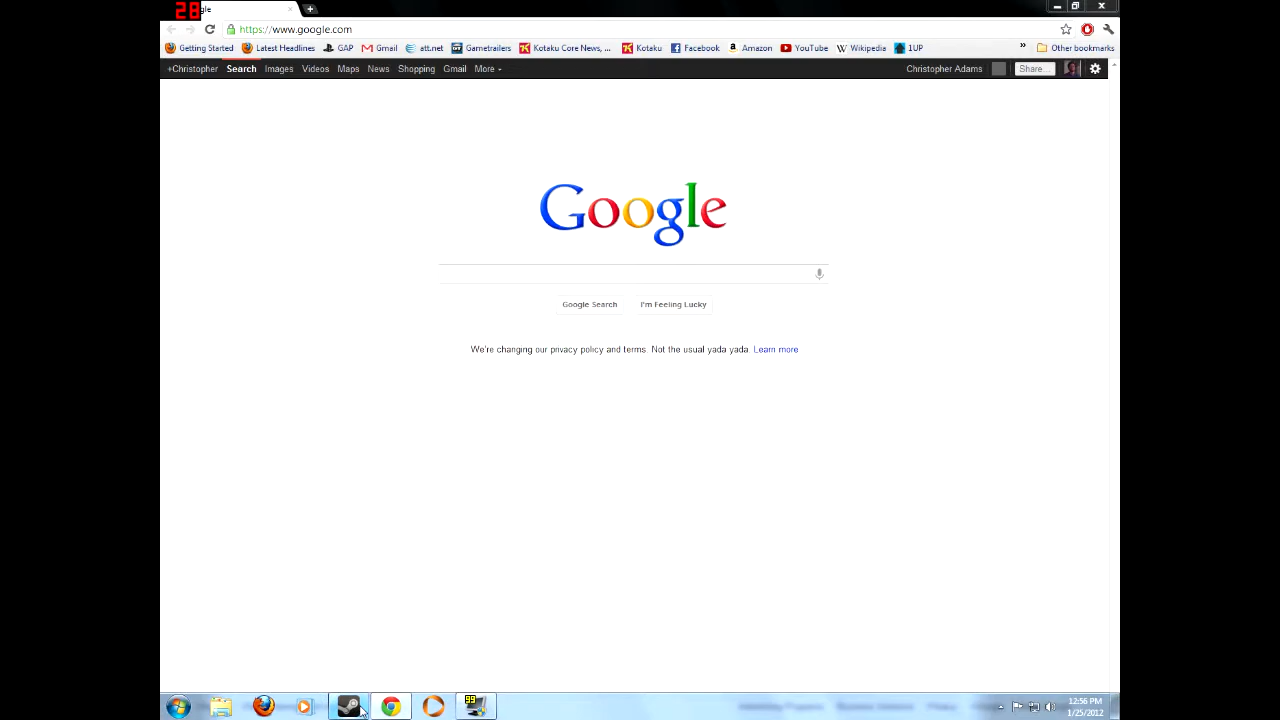 28
gle
https://www.google.com
Getting Started Latest Headlines GAP Gmail att.net Gametrailers Kotaku Core News, ... Kotaku Facebook Amazon YouTube Wikipedia 1UP » Other bookmarks
+Christopher Search Images Videos Maps News Shopping Gmail More
Christopher Adams Share...
Google
Google Search I'm Feeling Lucky
We're changing our privacy policy and terms. Not the usual yada yada. Learn more
99
12:56 PM
1/25/2012